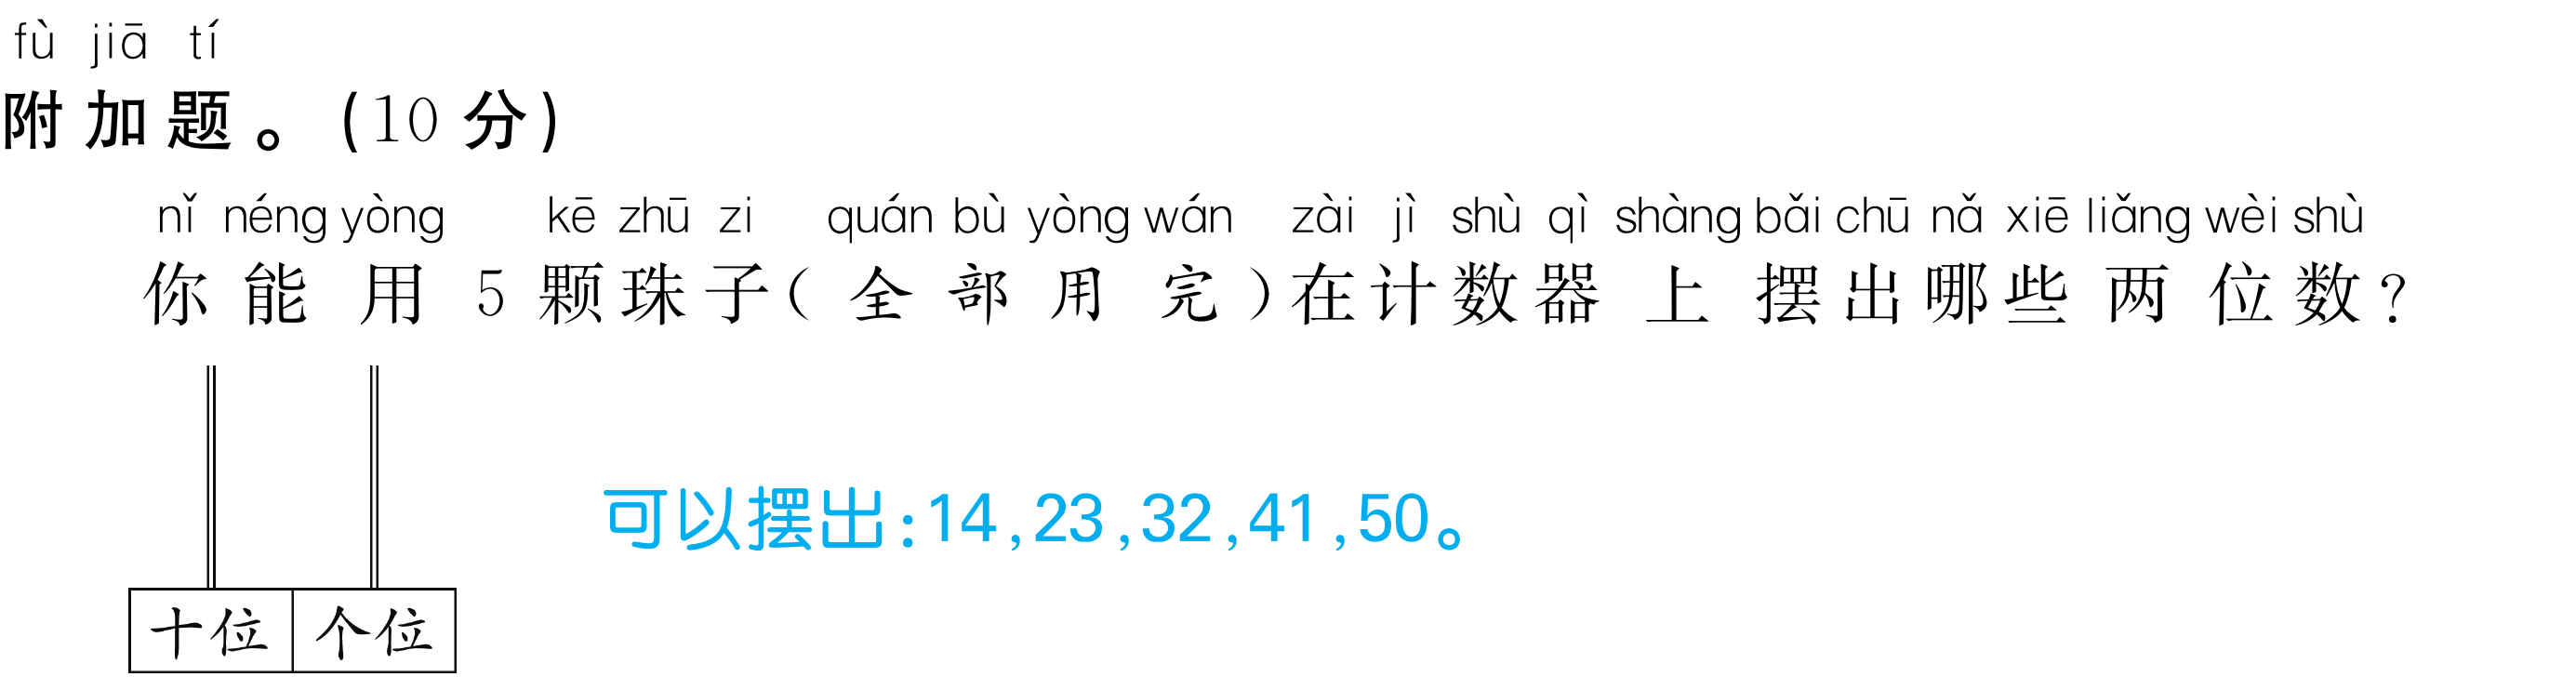 fù jiā tí
附加题。(10 分)
nǐ néng yòng kē zhū zi quán bù yòng wán zài jì shù qì shàng bǎi chū nǎ xiē liǎng wèi shù
你能用 5 颗珠子(全部用完)在计数器上摆出哪些两位数?
可以摆出:14,23,32,41,50。
十位 个位